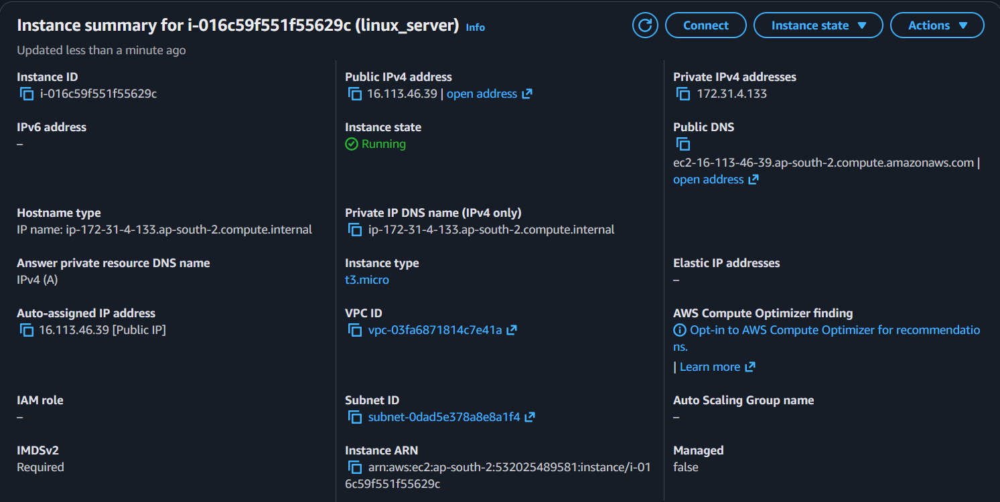 Instance summary for i-016c59f551f55629c (linux_server) Info
Connect
Instance state
Actions
Updated less than a minute ago
Instance ID
i-016c59f551f55629c
Public IPv4 address
16.113.46.39 | open address
Private IPv4 addresses
172.31.4.133
IPv6 address
–
Instance state
Running
Public DNS
ec2-16-113-46-39.ap-south-2.compute.amazonaws.com |
open address
Hostname type
IP name: ip-172-31-4-133.ap-south-2.compute.internal
Private IP DNS name (IPv4 only)
ip-172-31-4-133.ap-south-2.compute.internal
Answer private resource DNS name
IPv4 (A)
Instance type
t3.micro
Elastic IP addresses
–
Auto-assigned IP address
16.113.46.39 [Public IP]
VPC ID
vpc-03fa6871814c7e41a
AWS Compute Optimizer finding
Opt-in to AWS Compute Optimizer for recommendatio
ns.
| Learn more
IAM role
–
Subnet ID
subnet-0dad5e378a8e8a1f4
Auto Scaling Group name
–
IMDSv2
Required
Instance ARN
arn:aws:ec2:ap-south-2:532025489581:instance/i-01
6c59f551f55629c
Managed
false